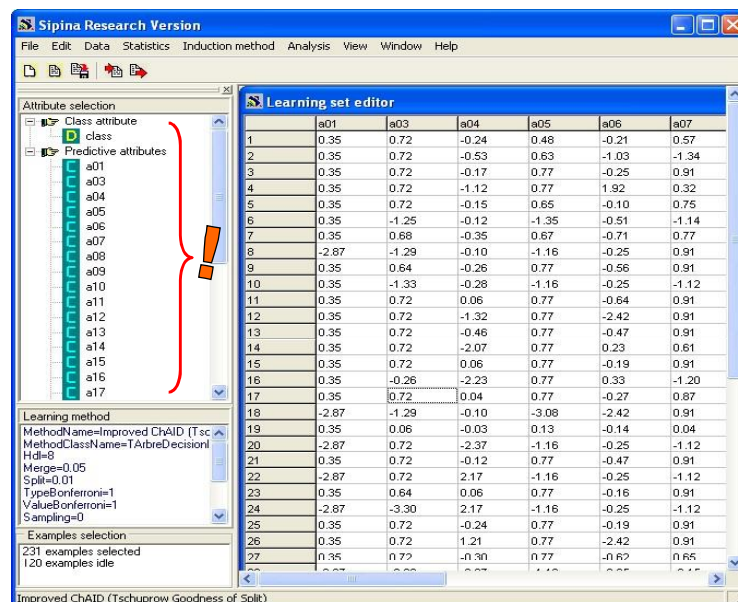 Sipina Research Version
File Edit Data Statistics Induction method Analysis View Window Help
Attribute selection
Class attribute
D class
Predictive attributes
C a01
C a03
C a04
C a05
C a06
C a07
C a08
C a09
C a10
C a11
C a12
C a13
C a14
C a15
C a16
C a17
!
Learning method
MethodName=Improved ChAID (Tsc
MethodClassName=TArbreDecisionI
Hdl=8
Merge=0.05
Split=0.01
TypeBonferroni=1
ValueBonferroni=1
Sampling=0
Examples selection
231 examples selected
120 examples idle
Learning set editor
a01 a03 a04 a05 a06 a07
1 0.35 0.72 -0.24 0.48 -0.21 0.57
2 0.35 0.72 -0.53 0.63 -1.03 -1.34
3 0.35 0.72 -0.17 0.77 -0.25 0.91
4 0.35 0.72 -1.12 0.77 1.92 0.32
5 0.35 0.72 -0.15 0.65 -0.10 0.75
6 0.35 -1.25 -0.12 -1.35 -0.51 -1.14
7 0.35 0.68 -0.35 0.67 -0.71 0.77
8 -2.87 -1.29 -0.10 -1.16 -0.25 0.91
9 0.35 0.64 -0.26 0.77 -0.56 0.91
10 0.35 -1.33 -0.28 -1.16 -0.25 -1.12
11 0.35 0.72 0.06 0.77 -0.64 0.91
12 0.35 0.72 -1.32 0.77 -2.42 0.91
13 0.35 0.72 -0.46 0.77 -0.47 0.91
14 0.35 0.72 -2.07 0.77 0.23 0.61
15 0.35 0.72 0.06 0.77 -0.19 0.91
16 0.35 -0.26 -2.23 0.77 0.33 -1.20
17 0.35 0.72 0.04 0.77 -0.27 0.87
18 -2.87 -1.29 -0.10 -3.08 -2.42 0.91
19 0.35 0.06 -0.03 0.13 -0.14 0.04
20 -2.87 0.72 -2.37 -1.16 -0.25 -1.12
21 0.35 0.72 -0.12 0.77 -0.47 0.91
22 -2.87 0.72 2.17 -1.16 -0.25 -1.12
23 0.35 0.64 0.06 0.77 -0.16 0.91
24 -2.87 -3.30 2.17 -1.16 -0.25 -1.12
25 0.35 0.72 -0.24 0.77 -0.19 0.91
26 0.35 0.72 1.21 0.77 -2.42 0.91
27 0.35 0.72 -0.30 0.77 -0.62 0.65
Improved ChAID (Tschuprow Goodness of Split)